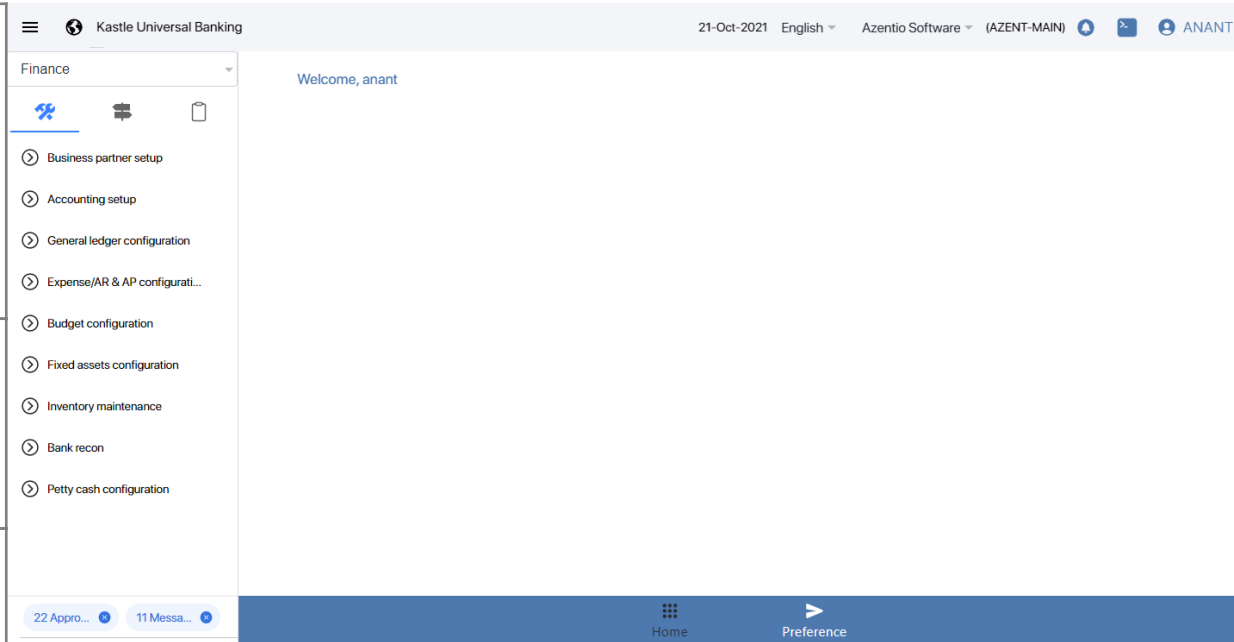 Kastle Universal Banking 21-Oct-2021 English Azentio Software (AZENT-MAIN) ANANT
Finance
Welcome, anant
Business partner setup
Accounting setup
General ledger configuration
Expense/AR & AP configurati...
Budget configuration
Fixed assets configuration
Inventory maintenance
Bank recon
Petty cash configuration
22 Appro... 11 Messa...
Home Preference